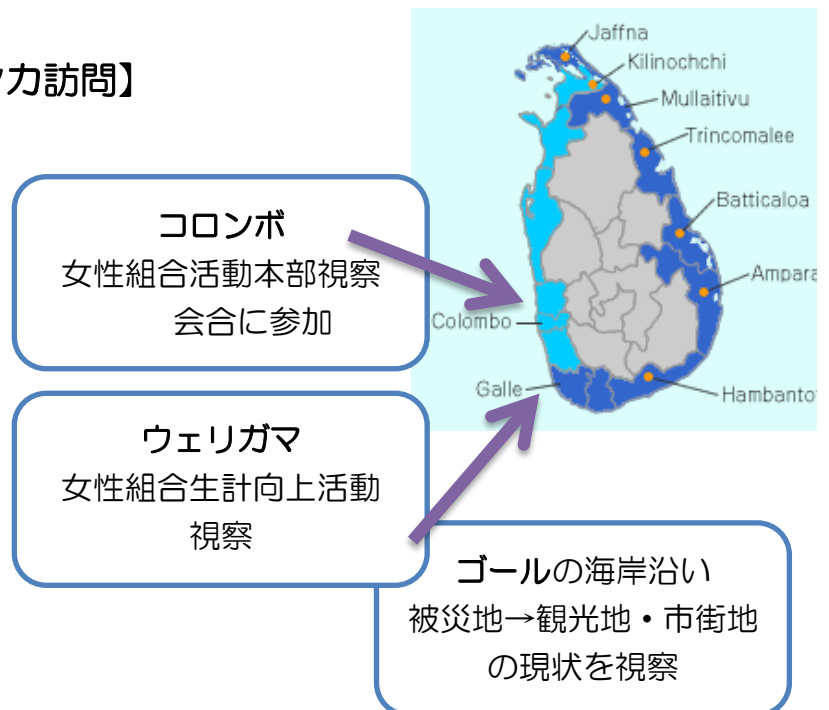 カ訪問】
コロンボ
女性組合活動本部視察
会合に参加
ウェリガマ
女性組合生計向上活動
視察
ゴールの海岸沿い
被災地→観光地・市街地
の現状を視察
Jaffna
Kilinochchi
Mullaitivu
Trincomalee
Batticaloa
Ampara
Colombo
Galle
Hambantot